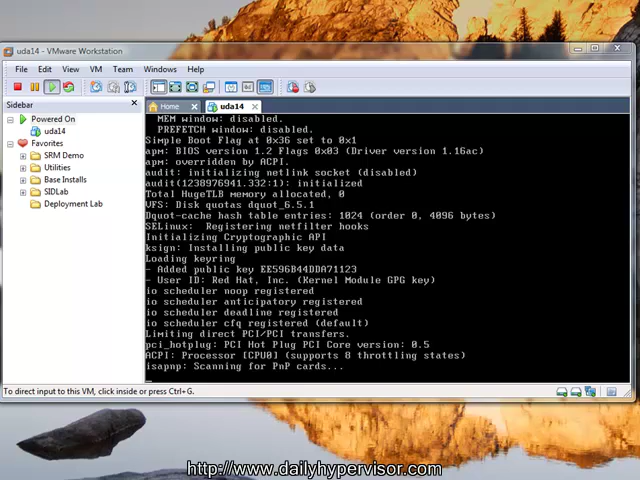 uda14 - VMware Workstation
File Edit View VM Team Windows Help
Sidebar
Powered On
uda14
Favorites
SRM Demo
Utilities
Base Installs
SIDLab
Deployment Lab
Home uda14
MEM window: disabled.
PREFETCH window: disabled.
Simple Boot Flag at 0x36 set to 0x1
apm: BIOS version 1.2 Flags 0x03 (Driver version 1.16ac)
apm: overridden by ACPI.
audit: initializing netlink socket (disabled)
audit(1238976941.332:1): initialized
Total HugeTLB memory allocated, 0
VFS: Disk quotas dquot_6.5.1
Dquot-cache hash table entries: 1024 (order 0, 4096 bytes)
SELinux:  Registering netfilter hooks
Initializing Cryptographic API
ksign: Installing public key data
Loading keyring
- Added public key EE596B44DDA71123
- User ID: Red Hat, Inc. (Kernel Module GPG key)
io scheduler noop registered
io scheduler anticipatory registered
io scheduler deadline registered
io scheduler cfq registered (default)
Limiting direct PCI/PCI transfers.
pci_hotplug: PCI Hot Plug PCI Core version: 0.5
ACPI: Processor [CPU0] (supports 8 throttling states)
isapnp: Scanning for PnP cards...
To direct input to this VM, click inside or press Ctrl+G.
http://www.dailyhypervisor.com